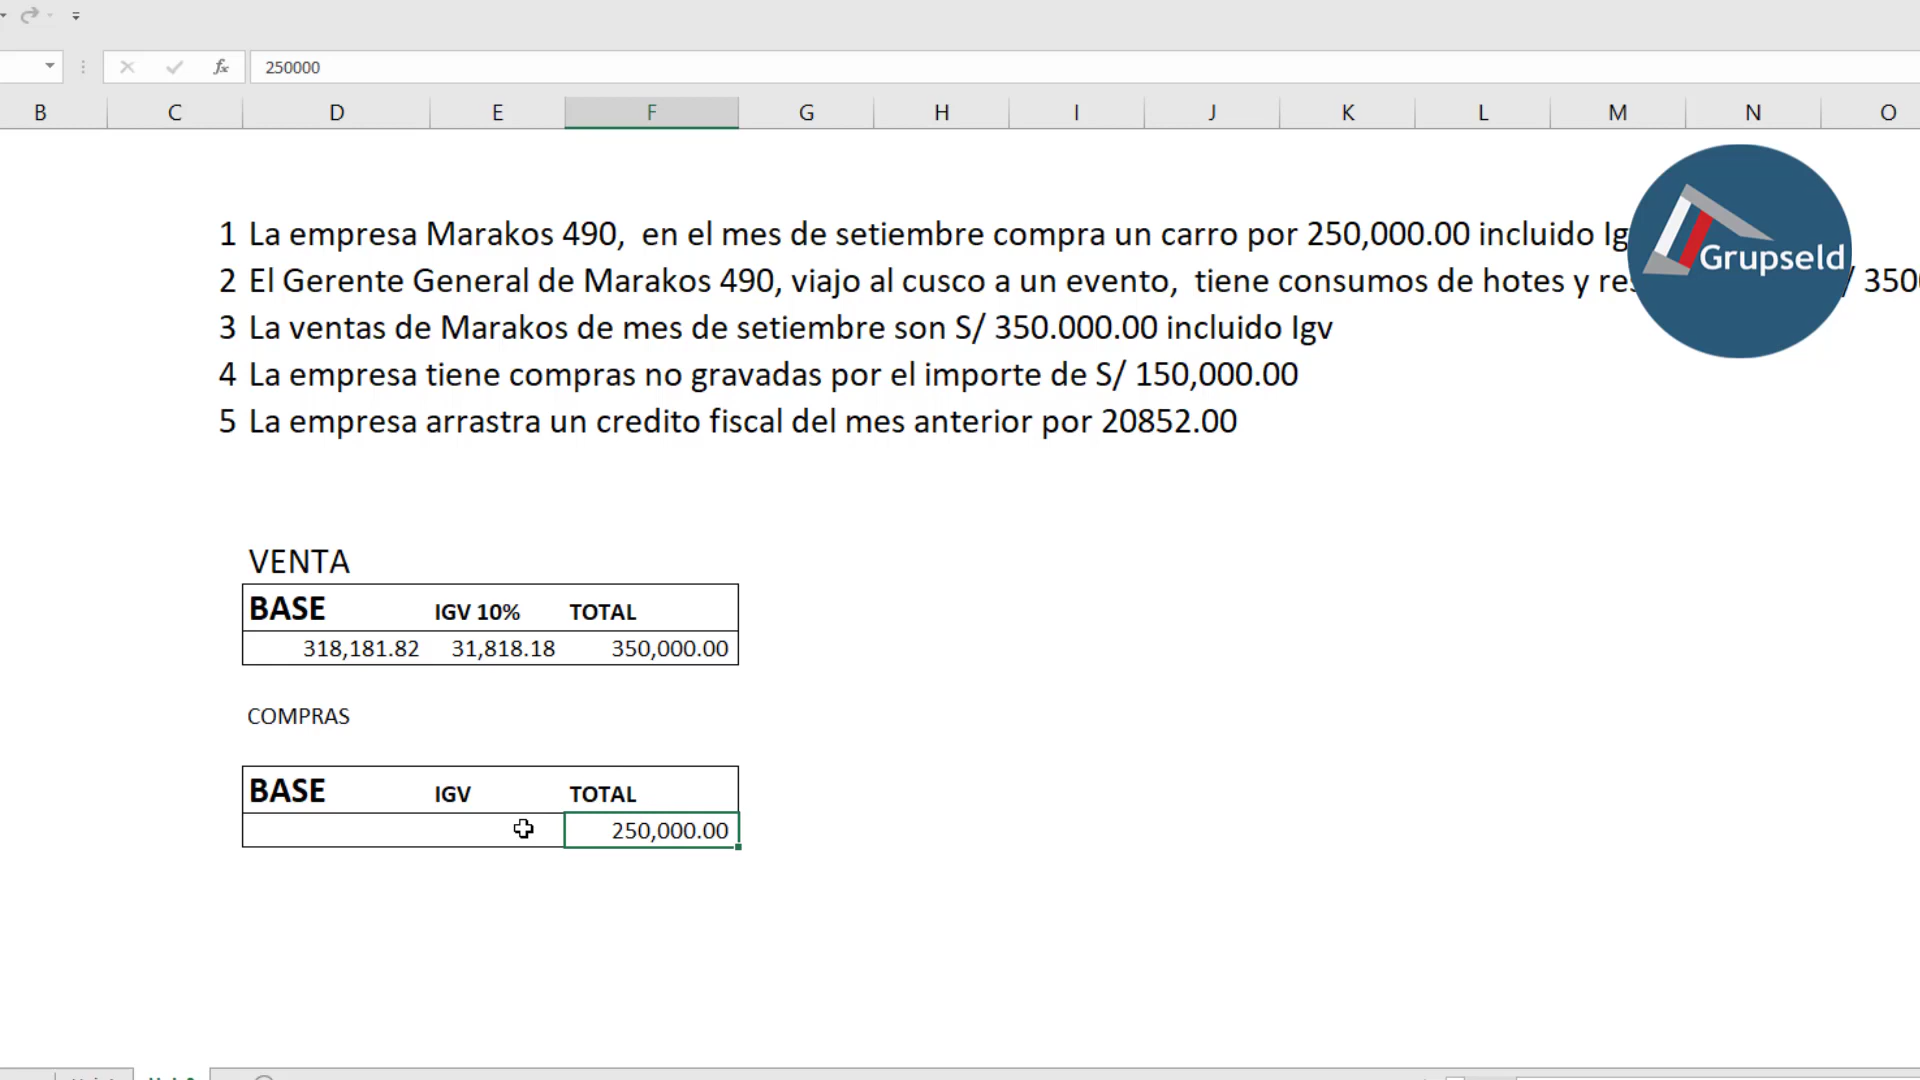 250000
B C D E F G H I J K L M N O
1 La empresa Marakos 490, en el mes de setiembre compra un carro por 250,000.00 incluido Ig
Grupseld
2 El Gerente General de Marakos 490, viajo al cusco a un evento, tiene consumos de hotes y res / 350
3 La ventas de Marakos de mes de setiembre son S/ 350.000.00 incluido Igv
4 La empresa tiene compras no gravadas por el importe de S/ 150,000.00
5 La empresa arrastra un credito fiscal del mes anterior por 20852.00
VENTA
BASE IGV 10% TOTAL
318,181.82 31,818.18 350,000.00
COMPRAS
BASE IGV TOTAL
250,000.00